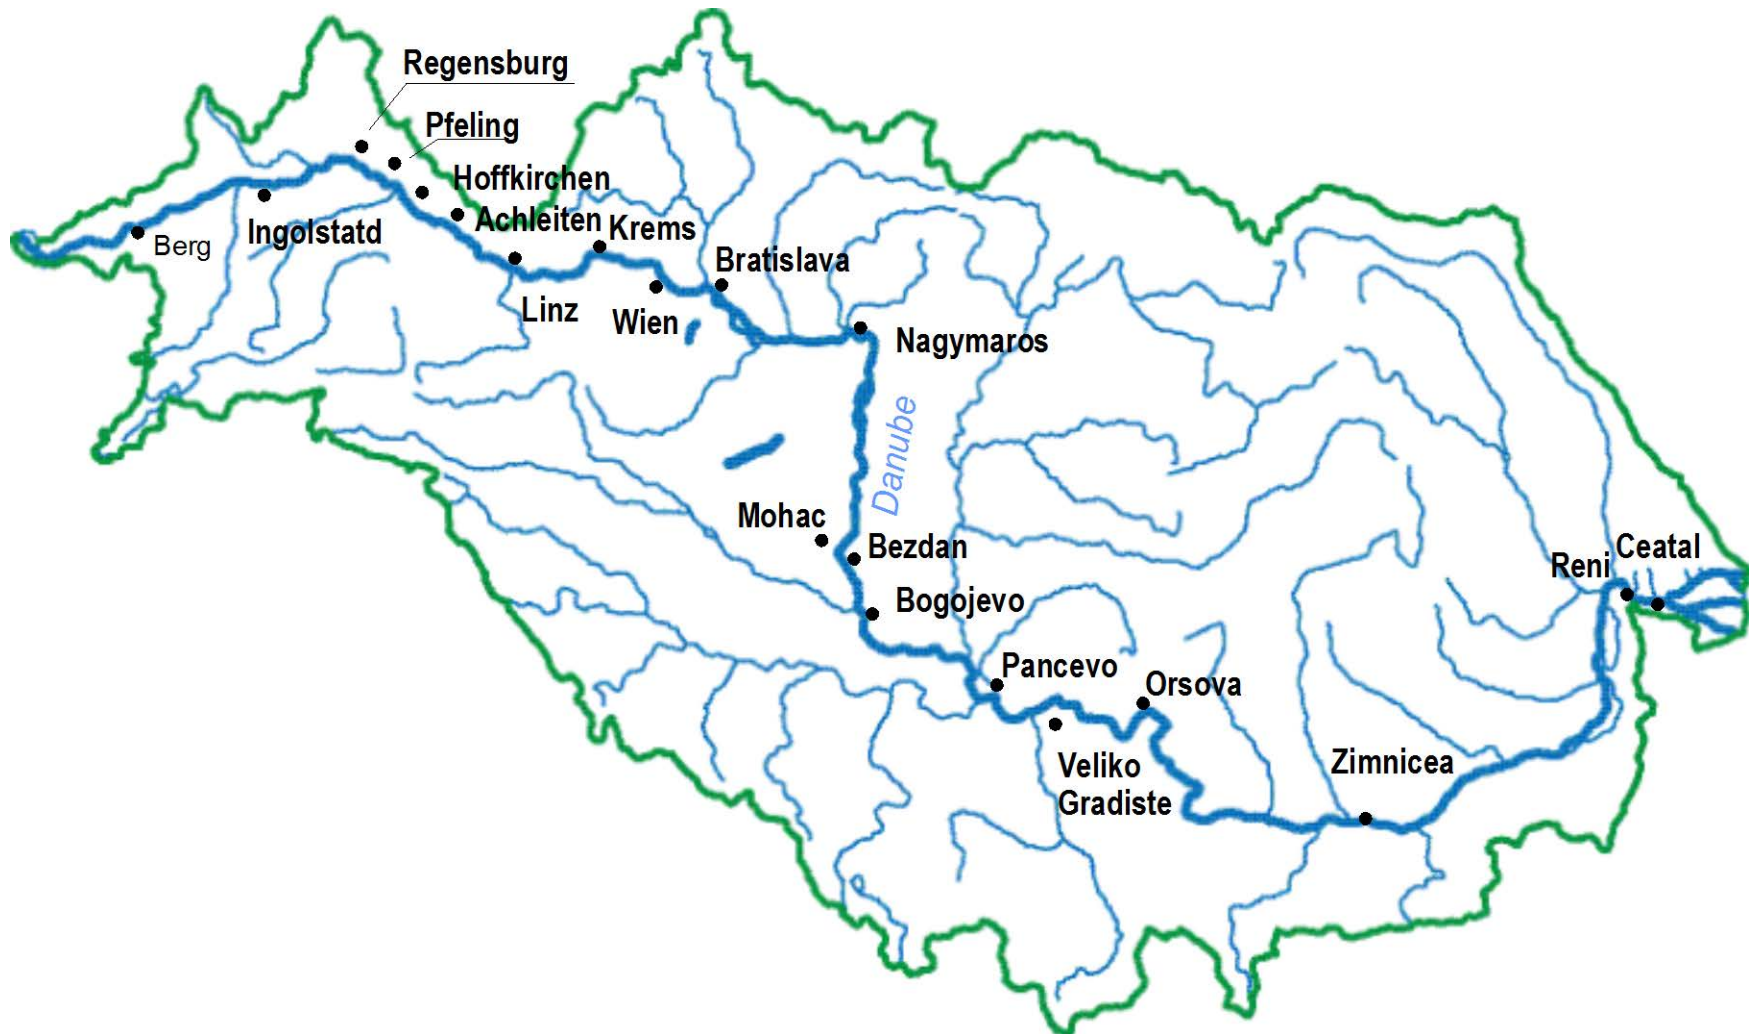 Regensburg
Pfeling
Hoffkirchen
Achleiten
Krems
Berg
Ingolstatd
Bratislava
Linz
Wien
Nagymaros
Danube
Mohac
Bezdan
Ceatal
Reni
Bogojevo
Pancevo
Orsova
Veliko
Gradiste
Zimnicea